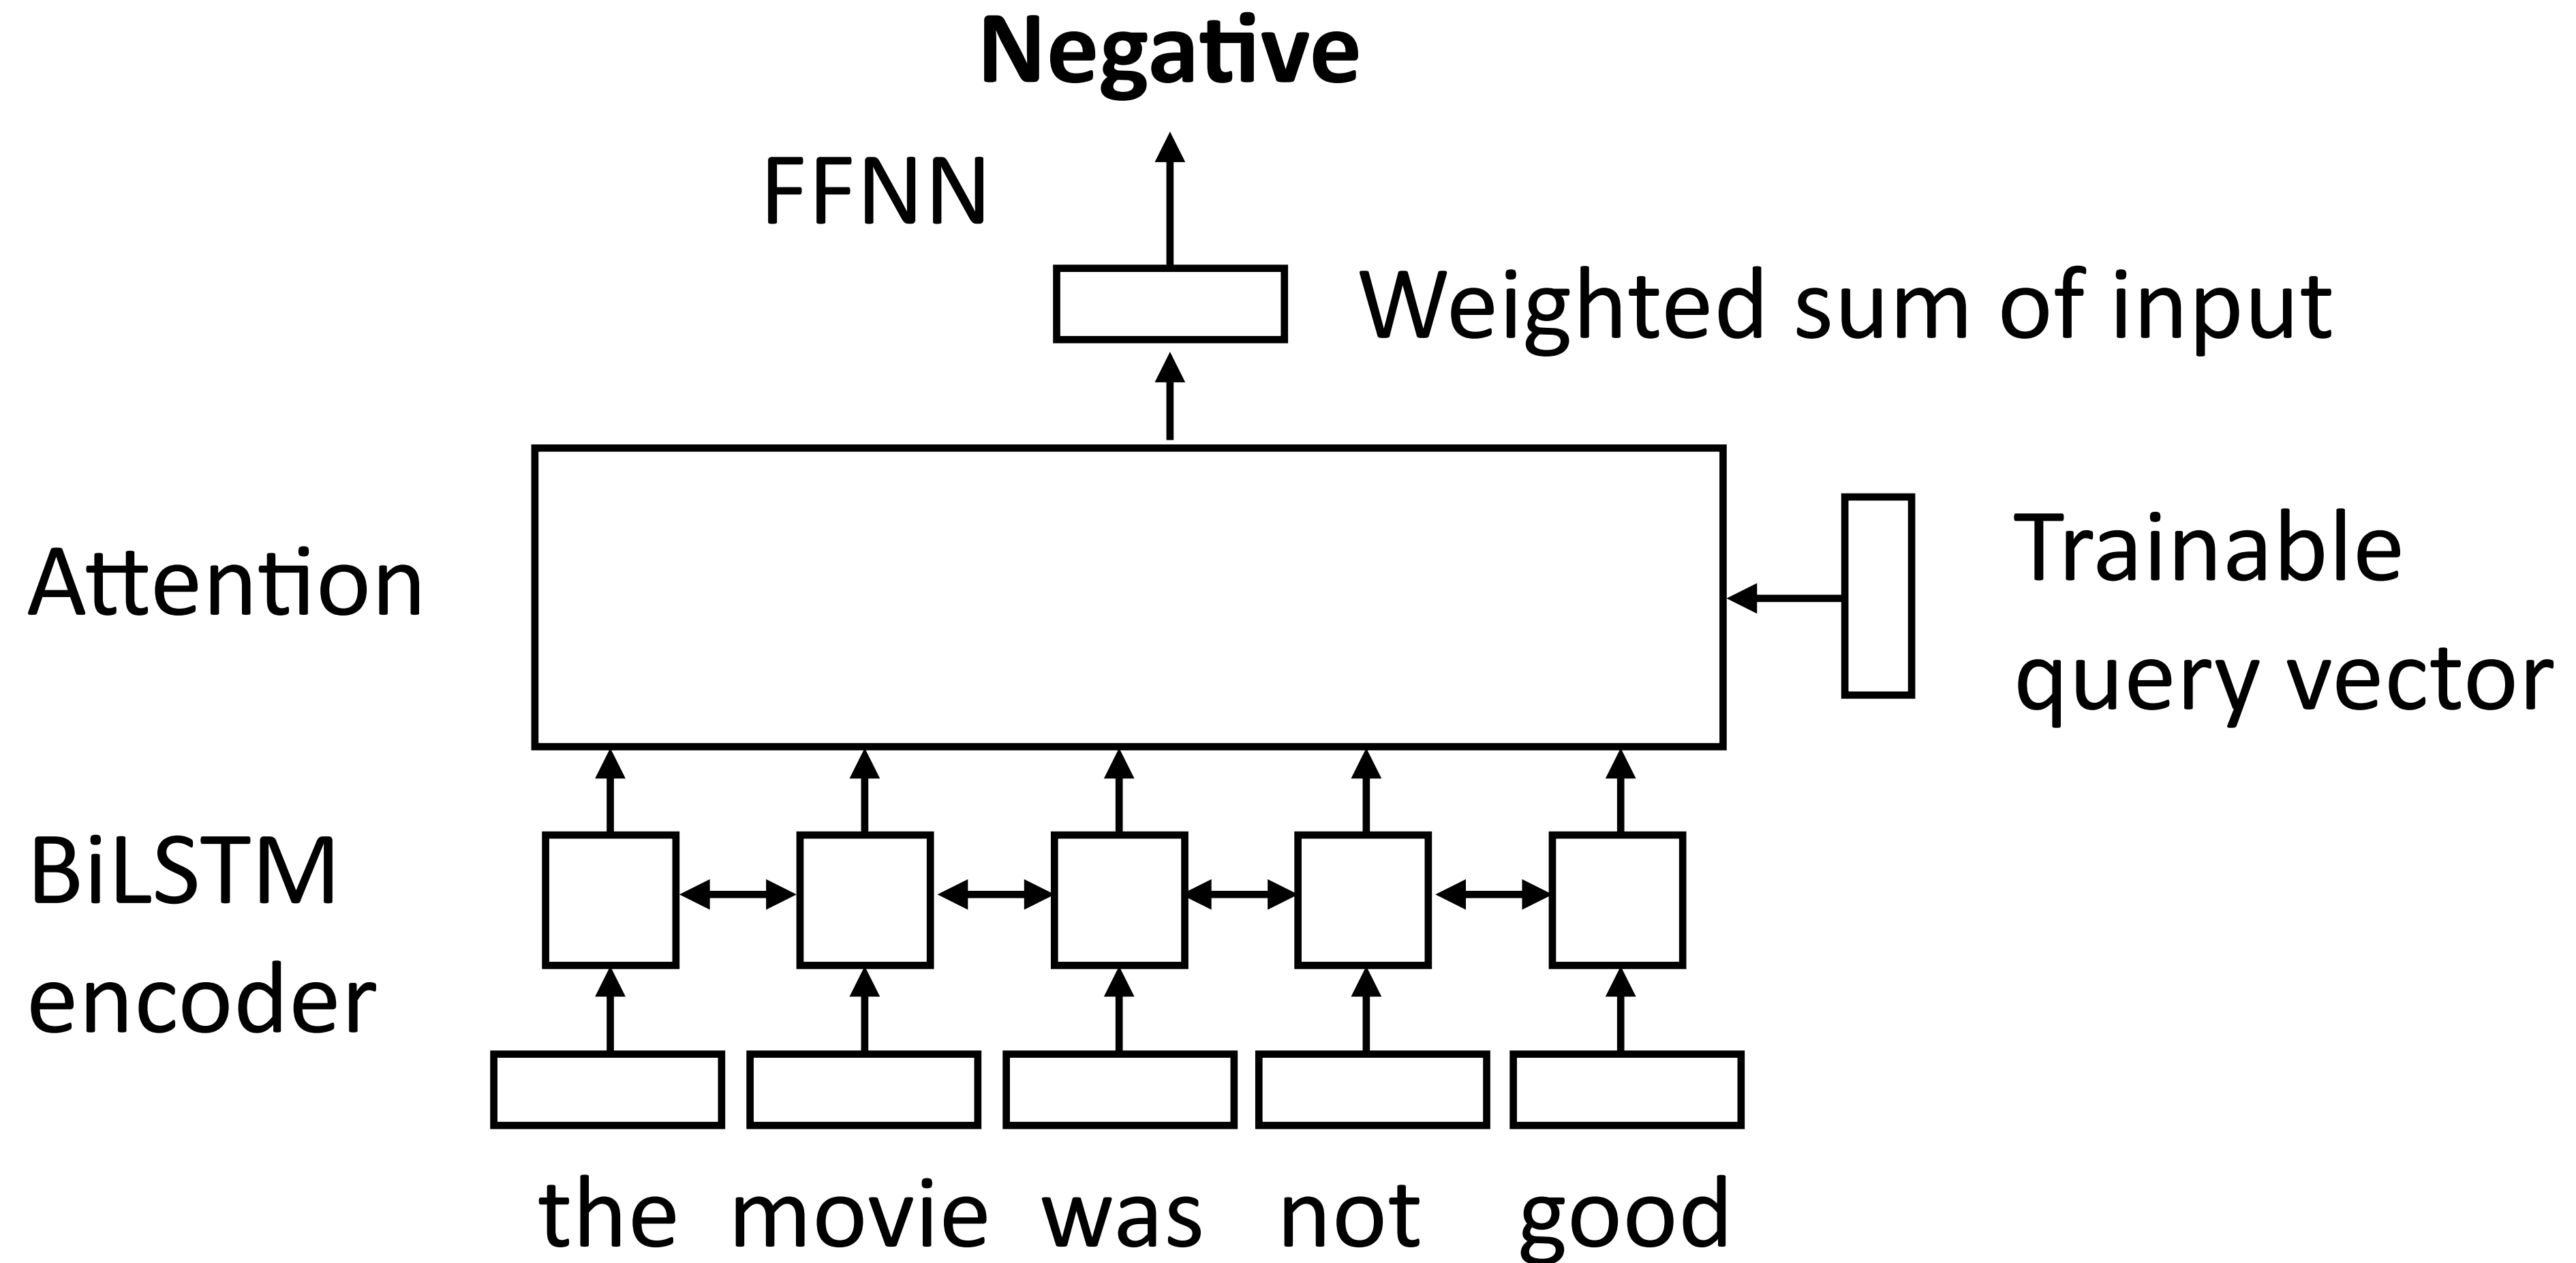 Negative
FFNN
Weighted sum of input
Attention
Trainable
query vector
BiLSTM
encoder
the movie was not good